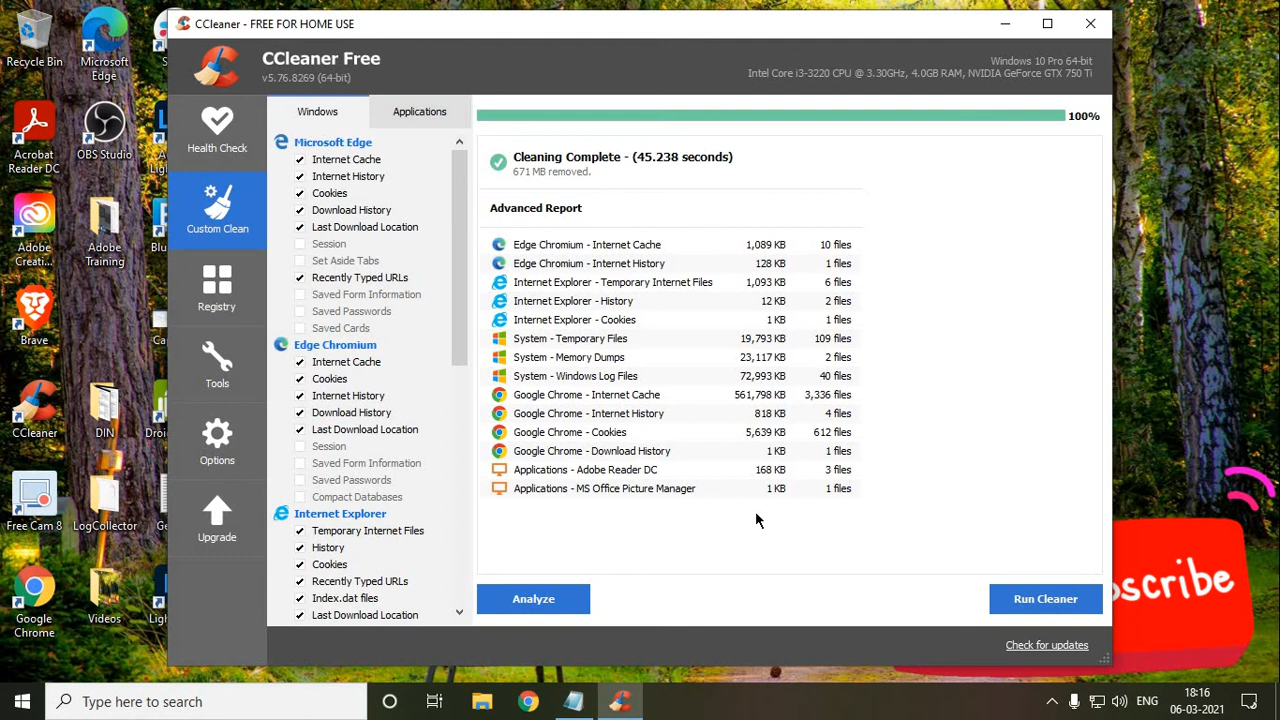 CCleaner - FREE FOR HOME USE
CCleaner Free
v5.76.8269 (64-bit)
Windows 10 Pro 64-bit
Intel Core i3-3220 CPU @ 3.30GHz, 4.0GB RAM, NVIDIA GeForce GTX 750 Ti
Recycle Bin
Microsoft
Edge
Acrobat
Reader DC
OBS Studio
Adobe
Creati...
Adobe
Training
Brave
CCleaner
DIN
Free Cam 8
LogCollector
Google
Chrome
Videos
Health Check
Custom Clean
Registry
Tools
Options
Upgrade
Windows
Applications
Microsoft Edge
Internet Cache
Internet History
Cookies
Download History
Last Download Location
Session
Set Aside Tabs
Recently Typed URLs
Saved Form Information
Saved Passwords
Saved Cards
Edge Chromium
Internet Cache
Cookies
Internet History
Download History
Last Download Location
Session
Saved Form Information
Saved Passwords
Compact Databases
Internet Explorer
Temporary Internet Files
History
Cookies
Recently Typed URLs
Index.dat files
Last Download Location
100%
Cleaning Complete - (45.238 seconds)
671 MB removed.
Advanced Report
Edge Chromium - Internet Cache 1,089 KB 10 files
Edge Chromium - Internet History 128 KB 1 files
Internet Explorer - Temporary Internet Files 1,093 KB 6 files
Internet Explorer - History 12 KB 2 files
Internet Explorer - Cookies 1 KB 1 files
System - Temporary Files 19,793 KB 109 files
System - Memory Dumps 23,117 KB 2 files
System - Windows Log Files 72,993 KB 40 files
Google Chrome - Internet Cache 561,798 KB 3,336 files
Google Chrome - Internet History 818 KB 4 files
Google Chrome - Cookies 5,639 KB 612 files
Google Chrome - Download History 1 KB 1 files
Applications - Adobe Reader DC 168 KB 3 files
Applications - MS Office Picture Manager 1 KB 1 files
Analyze
Run Cleaner
Check for updates
scribe
Type here to search
ENG
18:16
06-03-2021